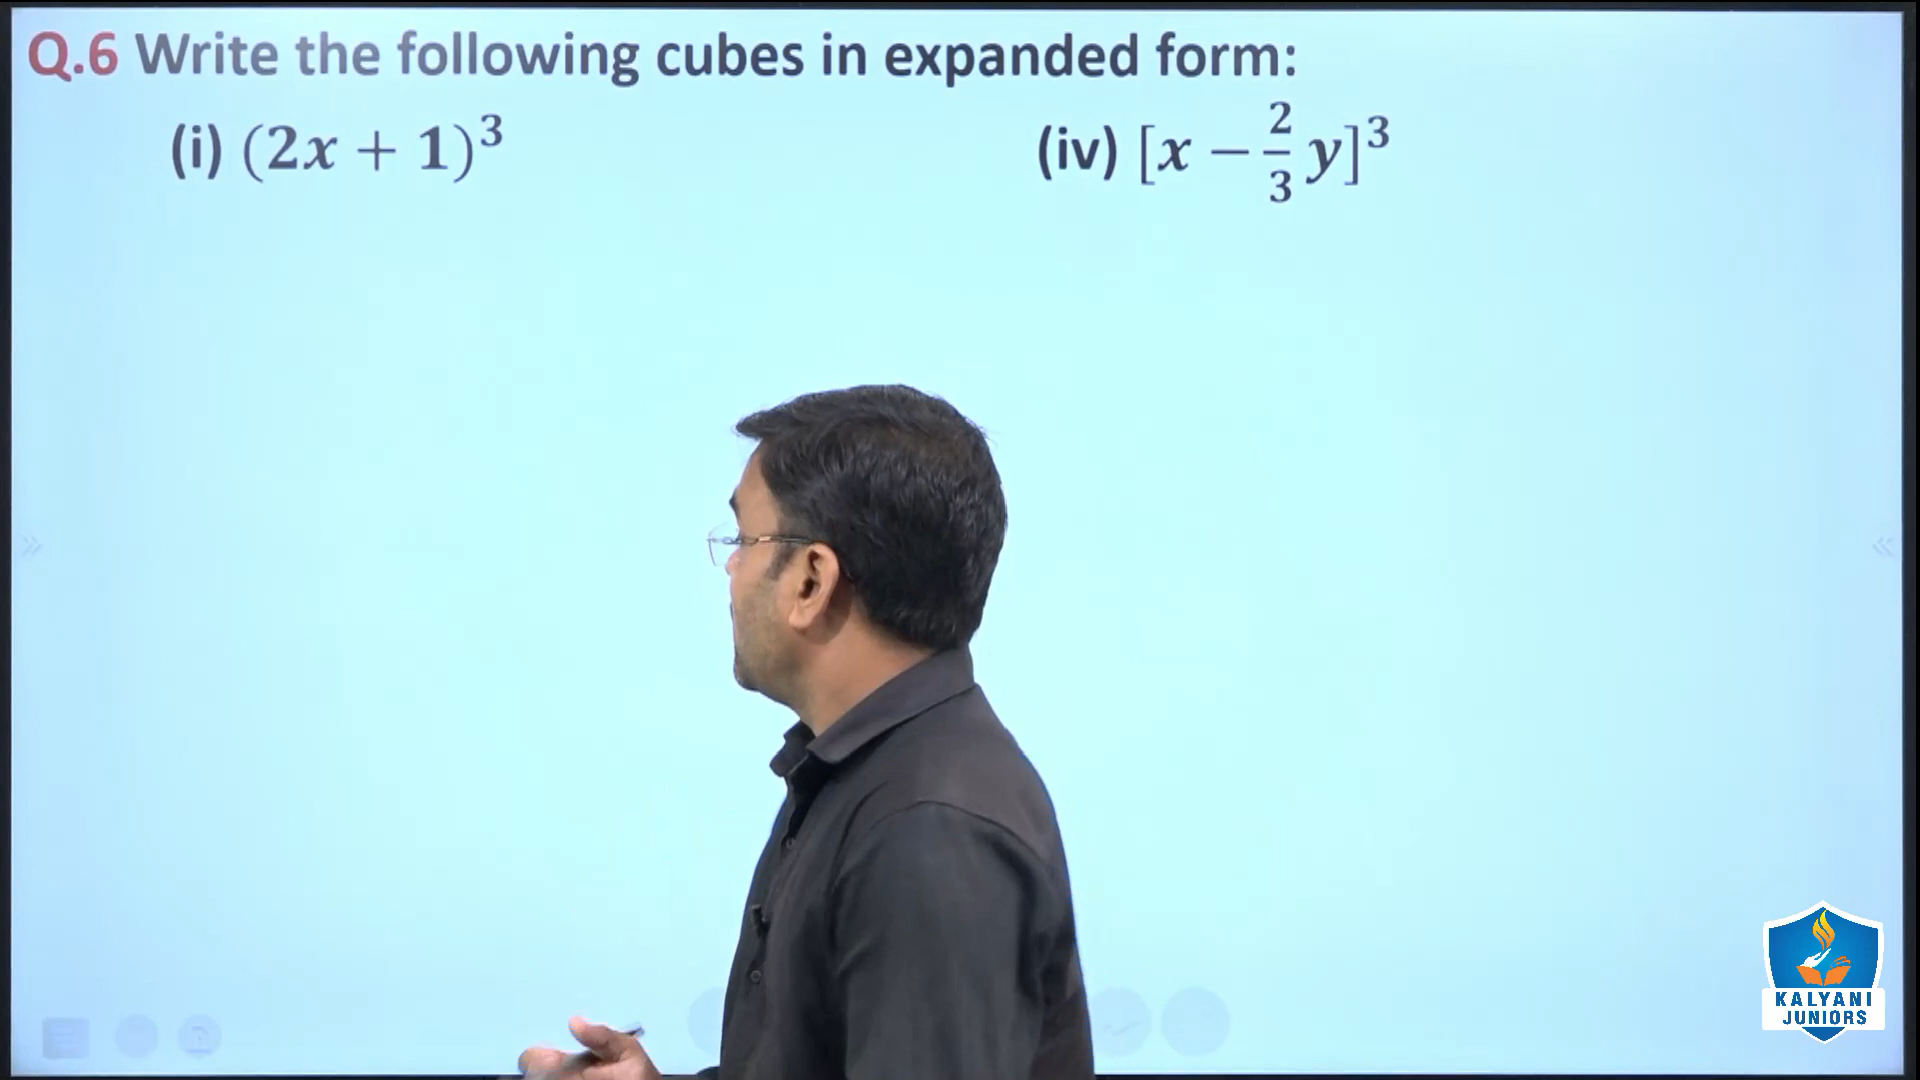 Q.6 Write the following cubes in expanded form:
(i) (2x + 1)³ (iv) [x − 2/3 y]³
KALYANI
JUNIORS